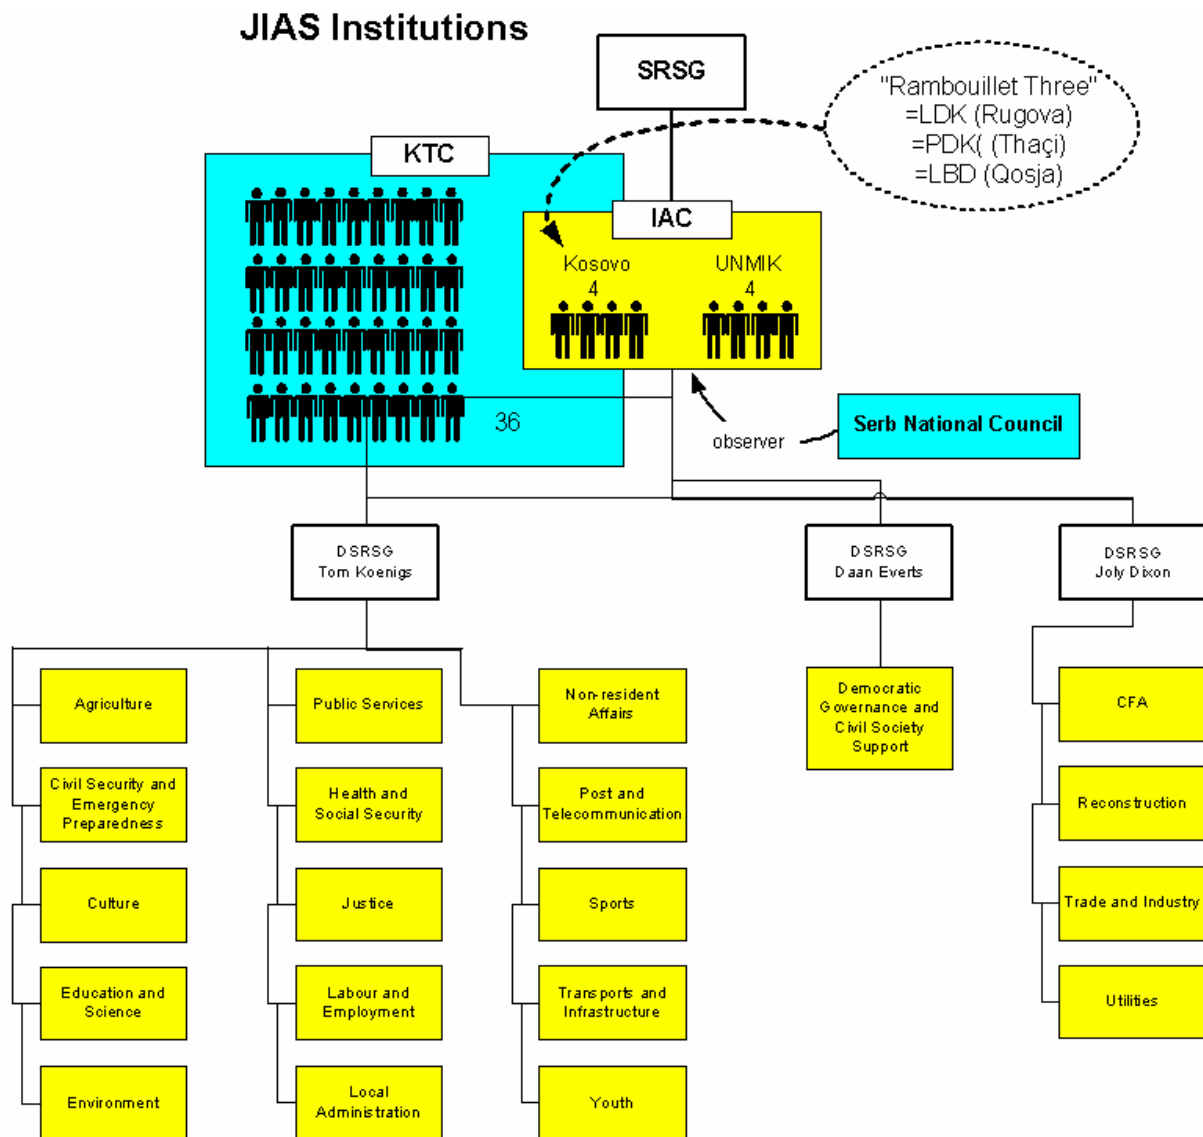 JIAS Institutions
SRSG
"Rambouillet Three"
=LDK (Rugova)
=PDK( (Thaçi)
=LBD (Qosja)
KTC
IAC
Kosovo
4
UNMIK
4
36
observer
Serb National Council
DSRSG
Tom Koenigs
DSRSG
Daan Everts
DSRSG
Joly Dixon
Agriculture
Civil Security and
Emergency
Preparedness
Culture
Education and
Science
Environment
Public Services
Health and
Social Security
Justice
Labour and
Employment
Local
Administration
Non-resident
Affairs
Post and
Telecommunication
Sports
Transports and
Infrastructure
Youth
Democratic
Governance and
Civil Society
Support
CFA
Reconstruction
Trade and Industry
Utilities